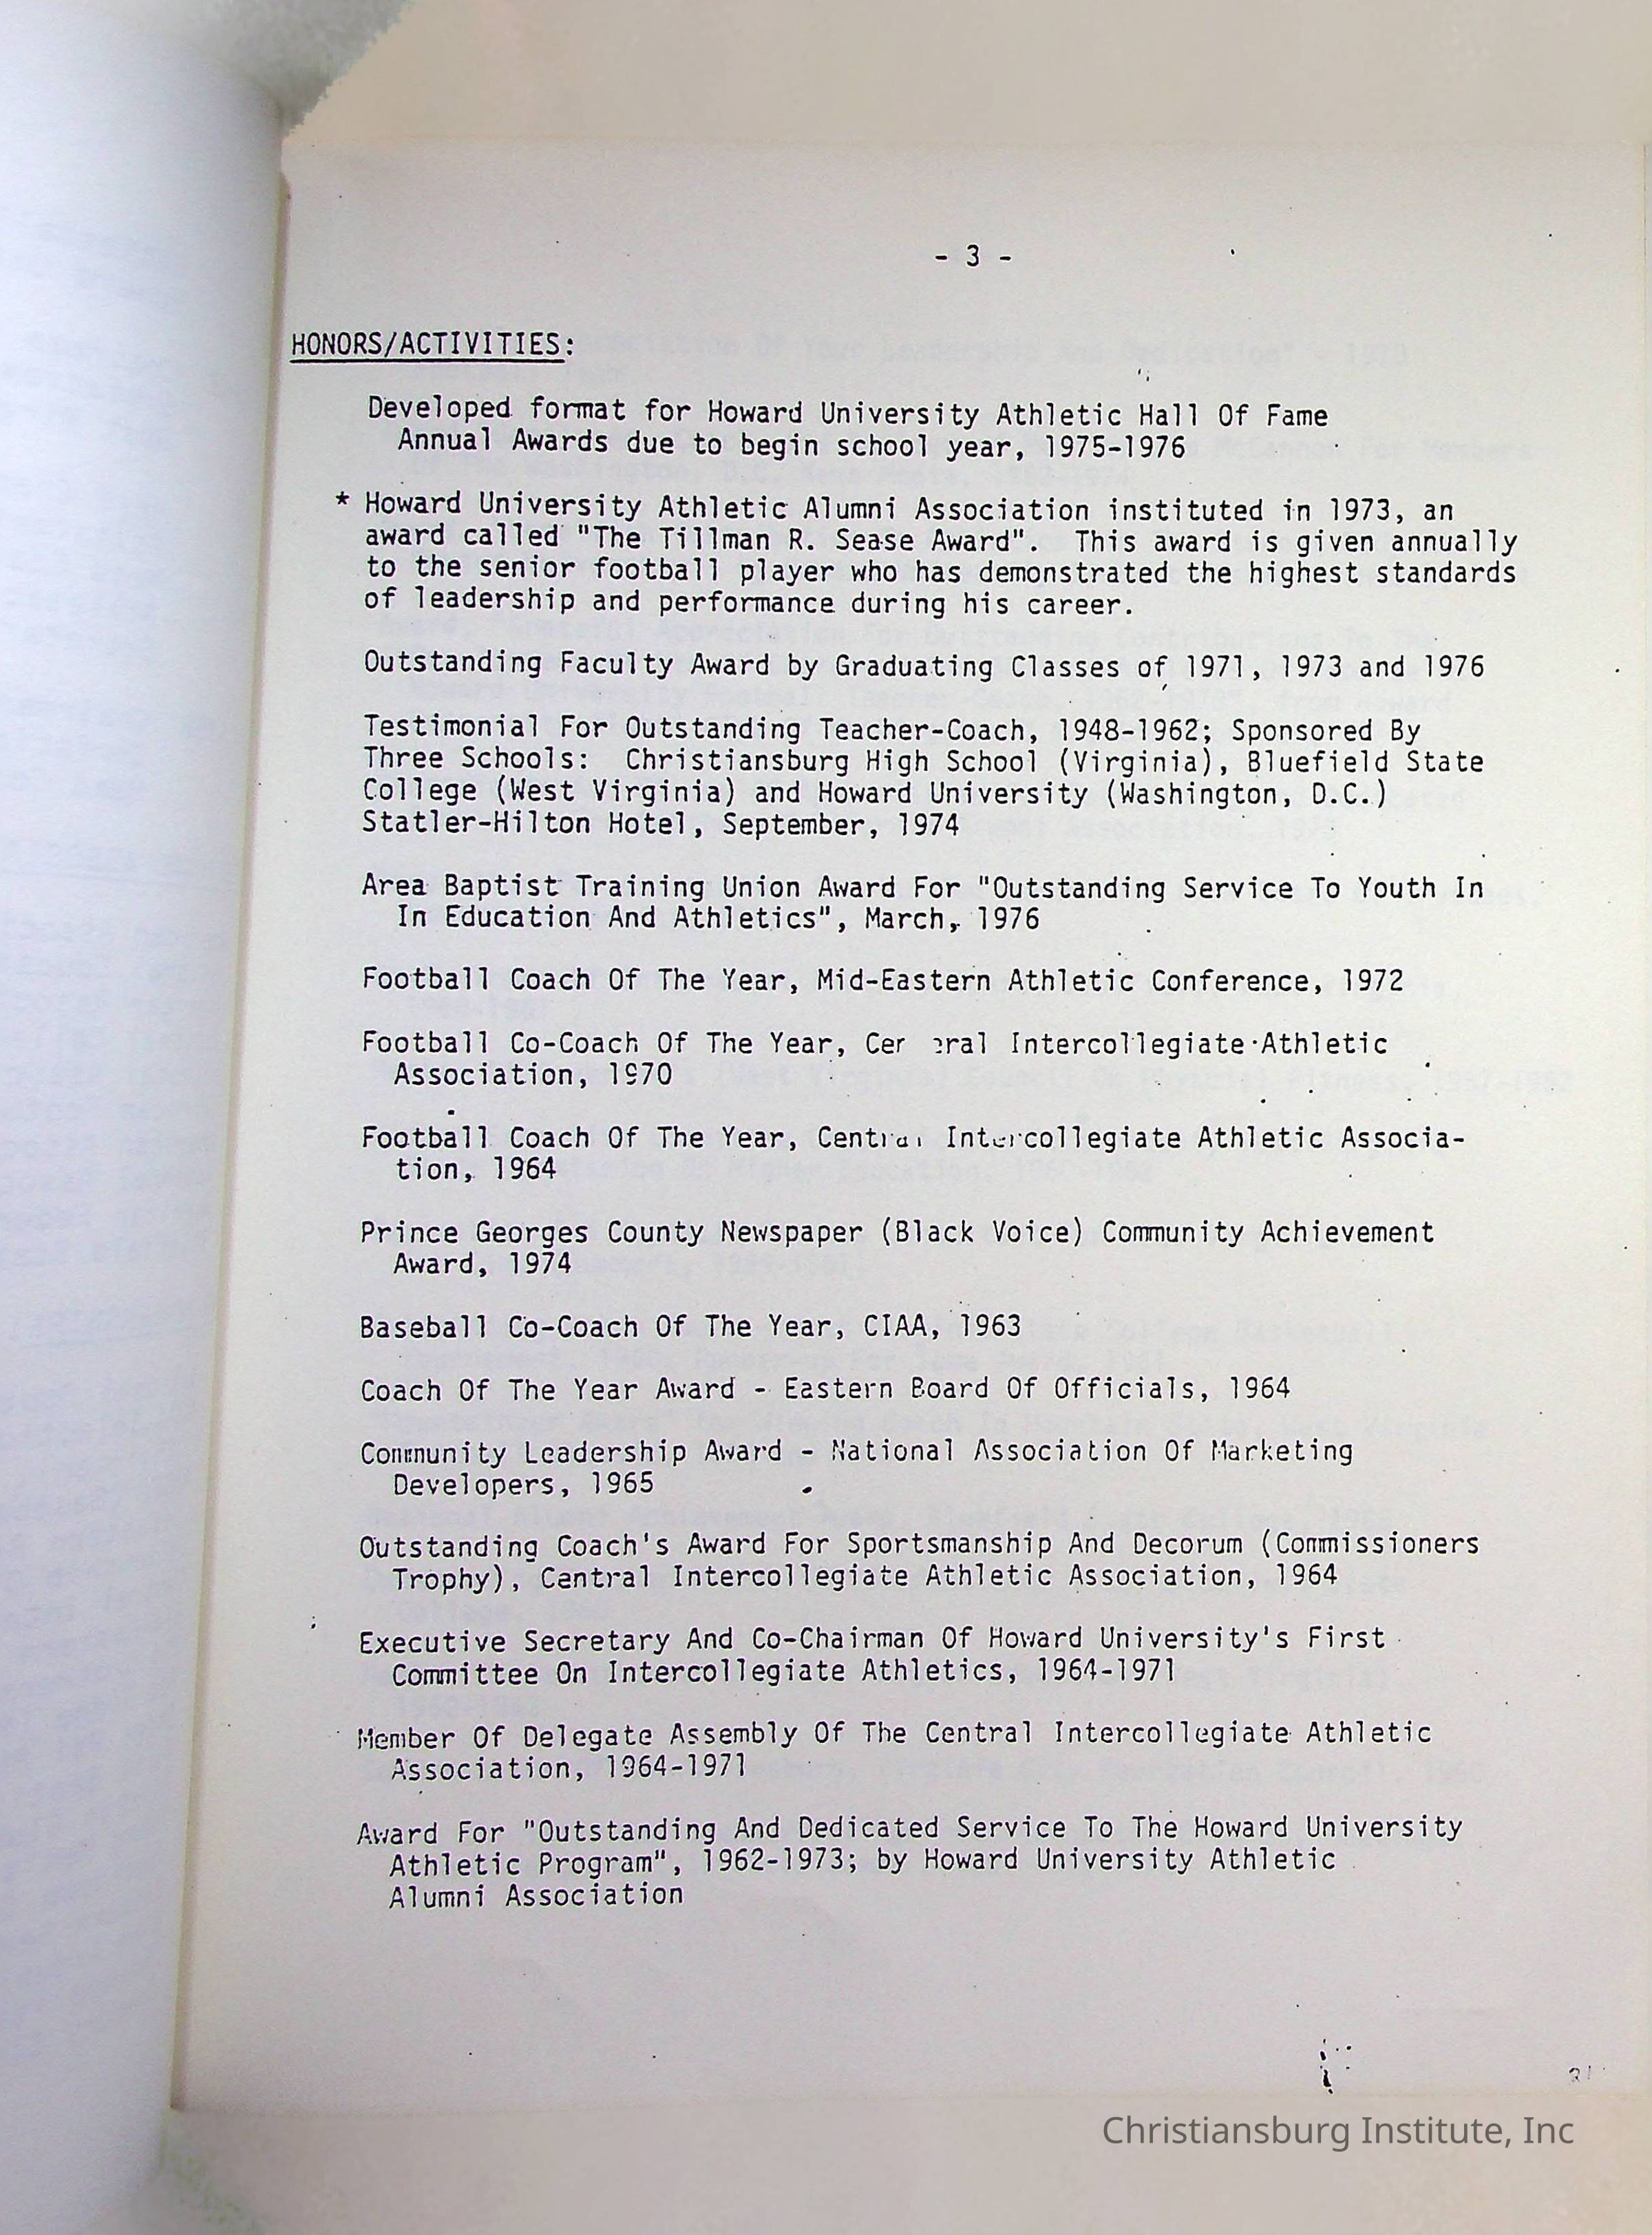 - 3 -
HONORS/ACTIVITIES:
Developed format for Howard University Athletic Hall Of Fame
Annual Awards due to begin school year, 1975-1976
* Howard University Athletic Alumni Association instituted in 1973, an
award called "The Tillman R. Sease Award". This award is given annually
to the senior football player who has demonstrated the highest standards
of leadership and performance during his career.
Outstanding Faculty Award by Graduating Classes of 1971, 1973 and 1976
Testimonial For Outstanding Teacher-Coach, 1948-1962; Sponsored By
Three Schools: Christiansburg High School (Virginia), Bluefield State
College (West Virginia) and Howard University (Washington, D.C.)
Statler-Hilton Hotel, September, 1974
Area Baptist Training Union Award For "Outstanding Service To Youth In
In Education And Athletics", March, 1976
Football Coach Of The Year, Mid-Eastern Athletic Conference, 1972
Football Co-Coach Of The Year, Central Intercollegiate Athletic
Association, 1970
Football Coach Of The Year, Central Intercollegiate Athletic Associa-
tion, 1964
Prince Georges County Newspaper (Black Voice) Community Achievement
Award, 1974
Baseball Co-Coach Of The Year, CIAA, 1963
Coach Of The Year Award - Eastern Board Of Officials, 1964
Community Leadership Award - National Association Of Marketing
Developers, 1965
Outstanding Coach's Award For Sportsmanship And Decorum (Commissioners
Trophy), Central Intercollegiate Athletic Association, 1964
Executive Secretary And Co-Chairman Of Howard University's First
Committee On Intercollegiate Athletics, 1964-1971
Member Of Delegate Assembly Of The Central Intercollegiate Athletic
Association, 1964-1971
Award For "Outstanding And Dedicated Service To The Howard University
Athletic Program", 1962-1973; by Howard University Athletic
Alumni Association
Christiansburg Institute, Inc